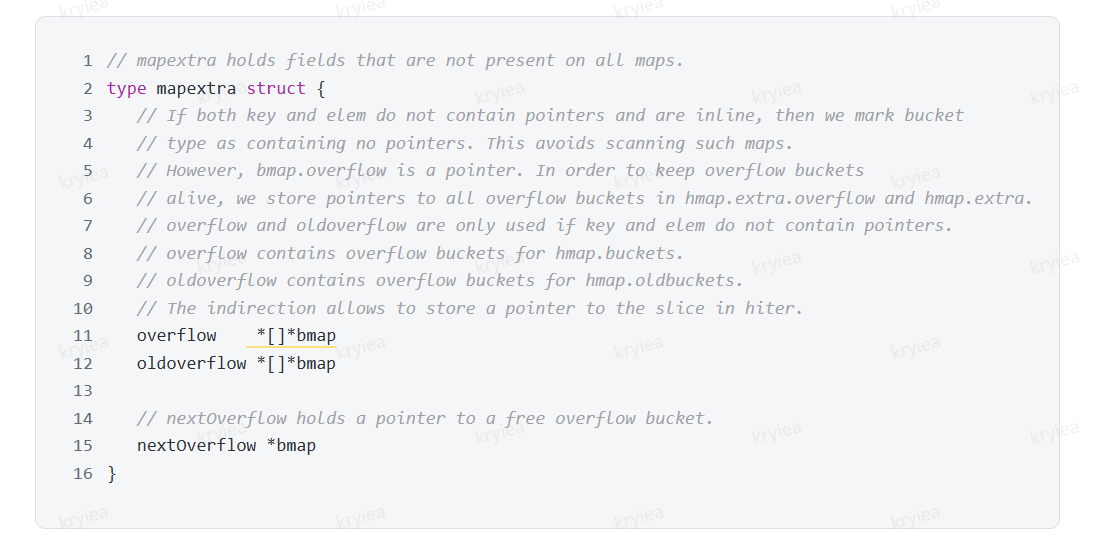 kryiea kryiea kryiea kryiea
1 // mapextra holds fields that are not present on all maps.
2 type mapextra struct {
kryiea kryiea kryiea kryiea
3 // If both key and elem do not contain pointers and are inline, then we mark bucket
4 // type as containing no pointers. This avoids scanning such maps.
5 // However, bmap.overflow is a pointer. In order to keep overflow buckets
kryiea kryiea kryiea kryiea
6 // alive, we store pointers to all overflow buckets in hmap.extra.overflow and hmap.extra.
7 // overflow and oldoverflow are only used if key and elem do not contain pointers.
8 // overflow contains overflow buckets for hmap.buckets.
kryiea kryiea kryiea kryiea
9 // oldoverflow contains overflow buckets for hmap.oldbuckets.
10 // The indirection allows to store a pointer to the slice in hiter.
11 overflow    *[]*bmap
kryiea kryiea kryiea kryiea
12 oldoverflow *[]*bmap
13
14 // nextOverflow holds a pointer to a free overflow bucket.
kryiea kryiea kryiea kryiea
15 nextOverflow *bmap
16 }
kryiea kryiea kryiea kryiea